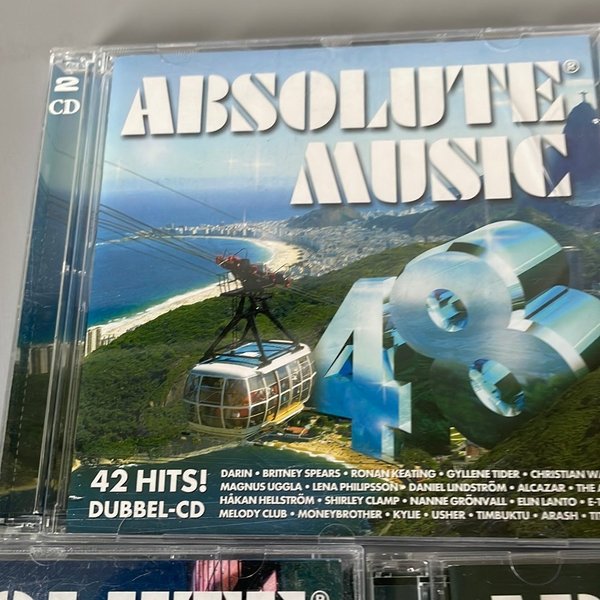 2
CD
ABSOLUTE®
MUSIC
48
42 HITS!
DUBBEL-CD
DARIN • BRITNEY SPEARS • RONAN KEATING • GYLLENE TIDER • CHRISTIAN WA
MAGNUS UGGLA • LENA PHILIPSSON • DANIEL LINDSTRÖM • ALCAZAR • THE
HÅKAN HELLSTRÖM • SHIRLEY CLAMP • NANNE GRÖNVALL • ELIN LANTO • E-T
MELODY CLUB • MONEYBROTHER • KYLIE • USHER • TIMBUKTU • ARASH • TI